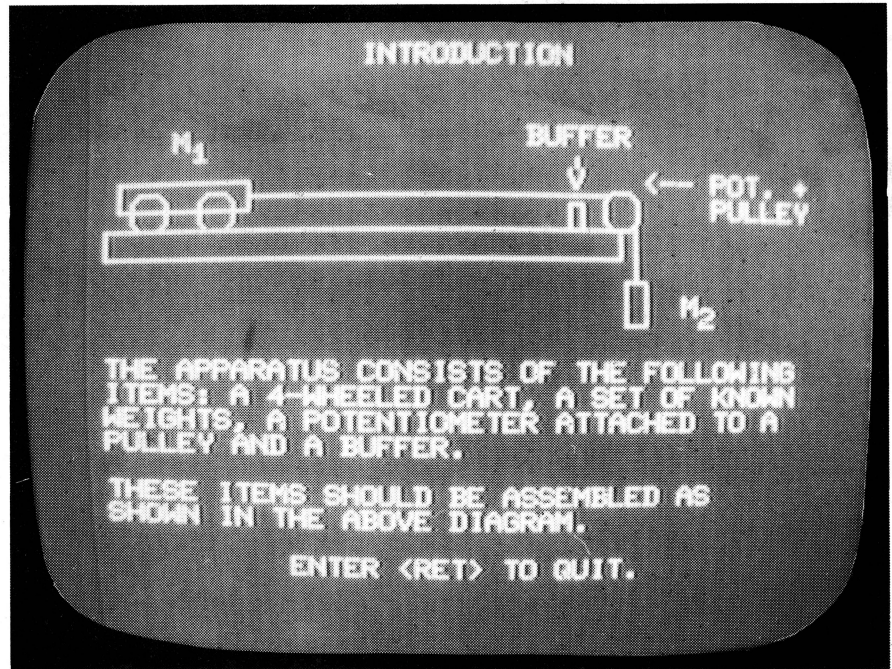 INTRODUCTION
M1
BUFFER
<-- POT. +
PULLEY
M2
THE APPARATUS CONSISTS OF THE FOLLOWING
ITEMS: A 4-WHEELED CART, A SET OF KNOWN
WEIGHTS, A POTENTIOMETER ATTACHED TO A
PULLEY AND A BUFFER.
THESE ITEMS SHOULD BE ASSEMBLED AS
SHOWN IN THE ABOVE DIAGRAM.
ENTER <RET> TO QUIT.